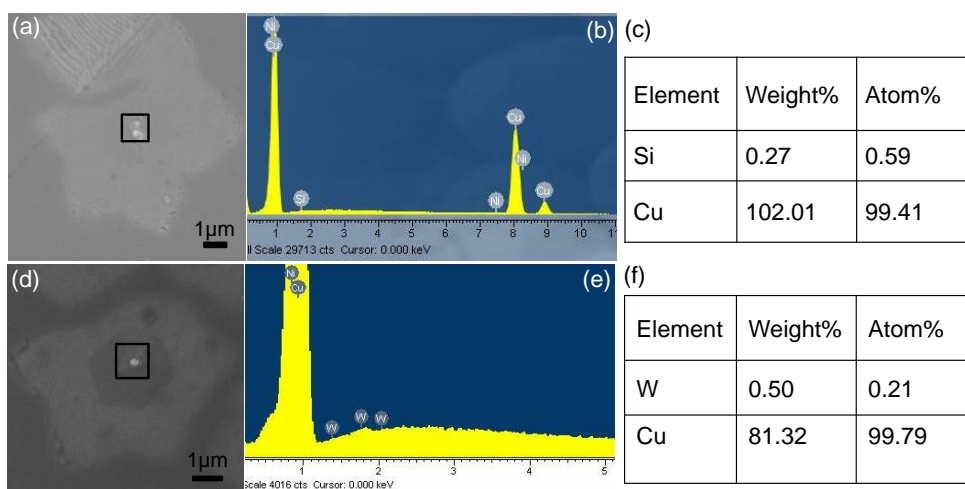 (a)
1μm
Ni
Cu
Si
Ni
Cu
Ni
Cu
(b)
1 2 3 4 5 6 7 8 9 10 11
ll Scale 29713 cts Cursor: 0.000 keV
(c)
Element Weight% Atom%
Si 0.27 0.59
Cu 102.01 99.41
(d)
1μm
Ni
Cu
W
W
W
(e)
1 2 3 4 5
Scale 4016 cts Cursor: 0.000 keV
(f)
Element Weight% Atom%
W 0.50 0.21
Cu 81.32 99.79